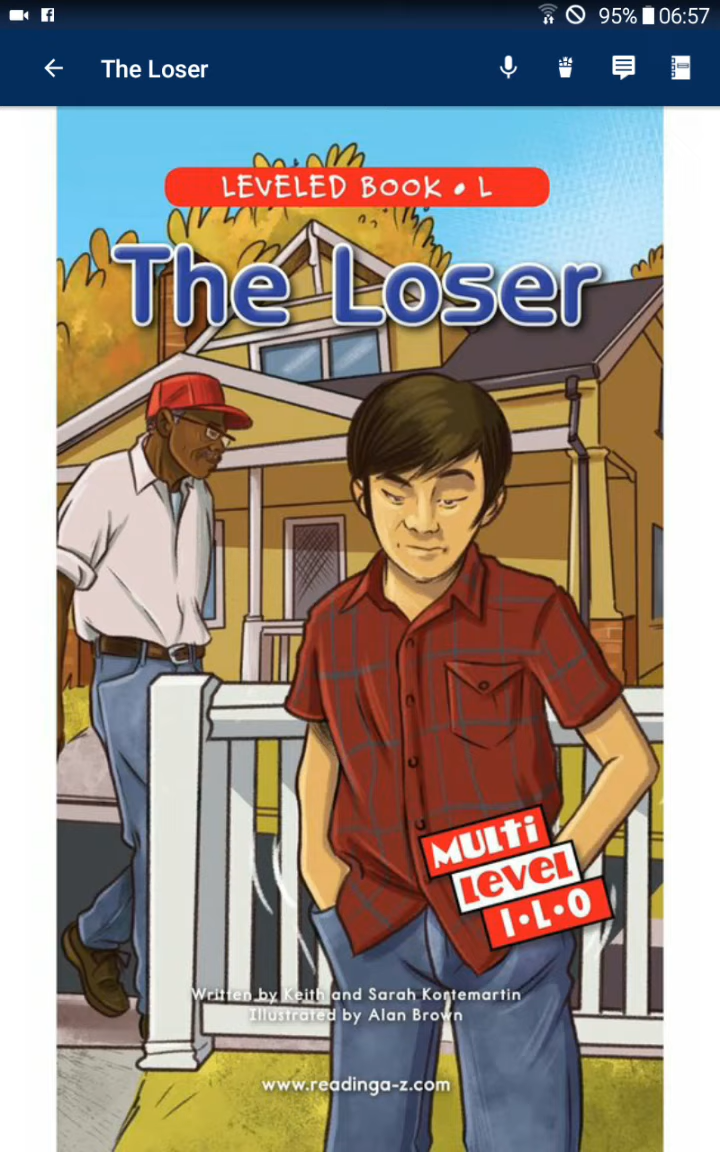 95% 06:57
The Loser
LEVELED BOOK • L
The Loser
MULTi
level
I•L•O
Written by Keith and Sarah Kortemartin
Illustrated by Alan Brown
www.readinga-z.com